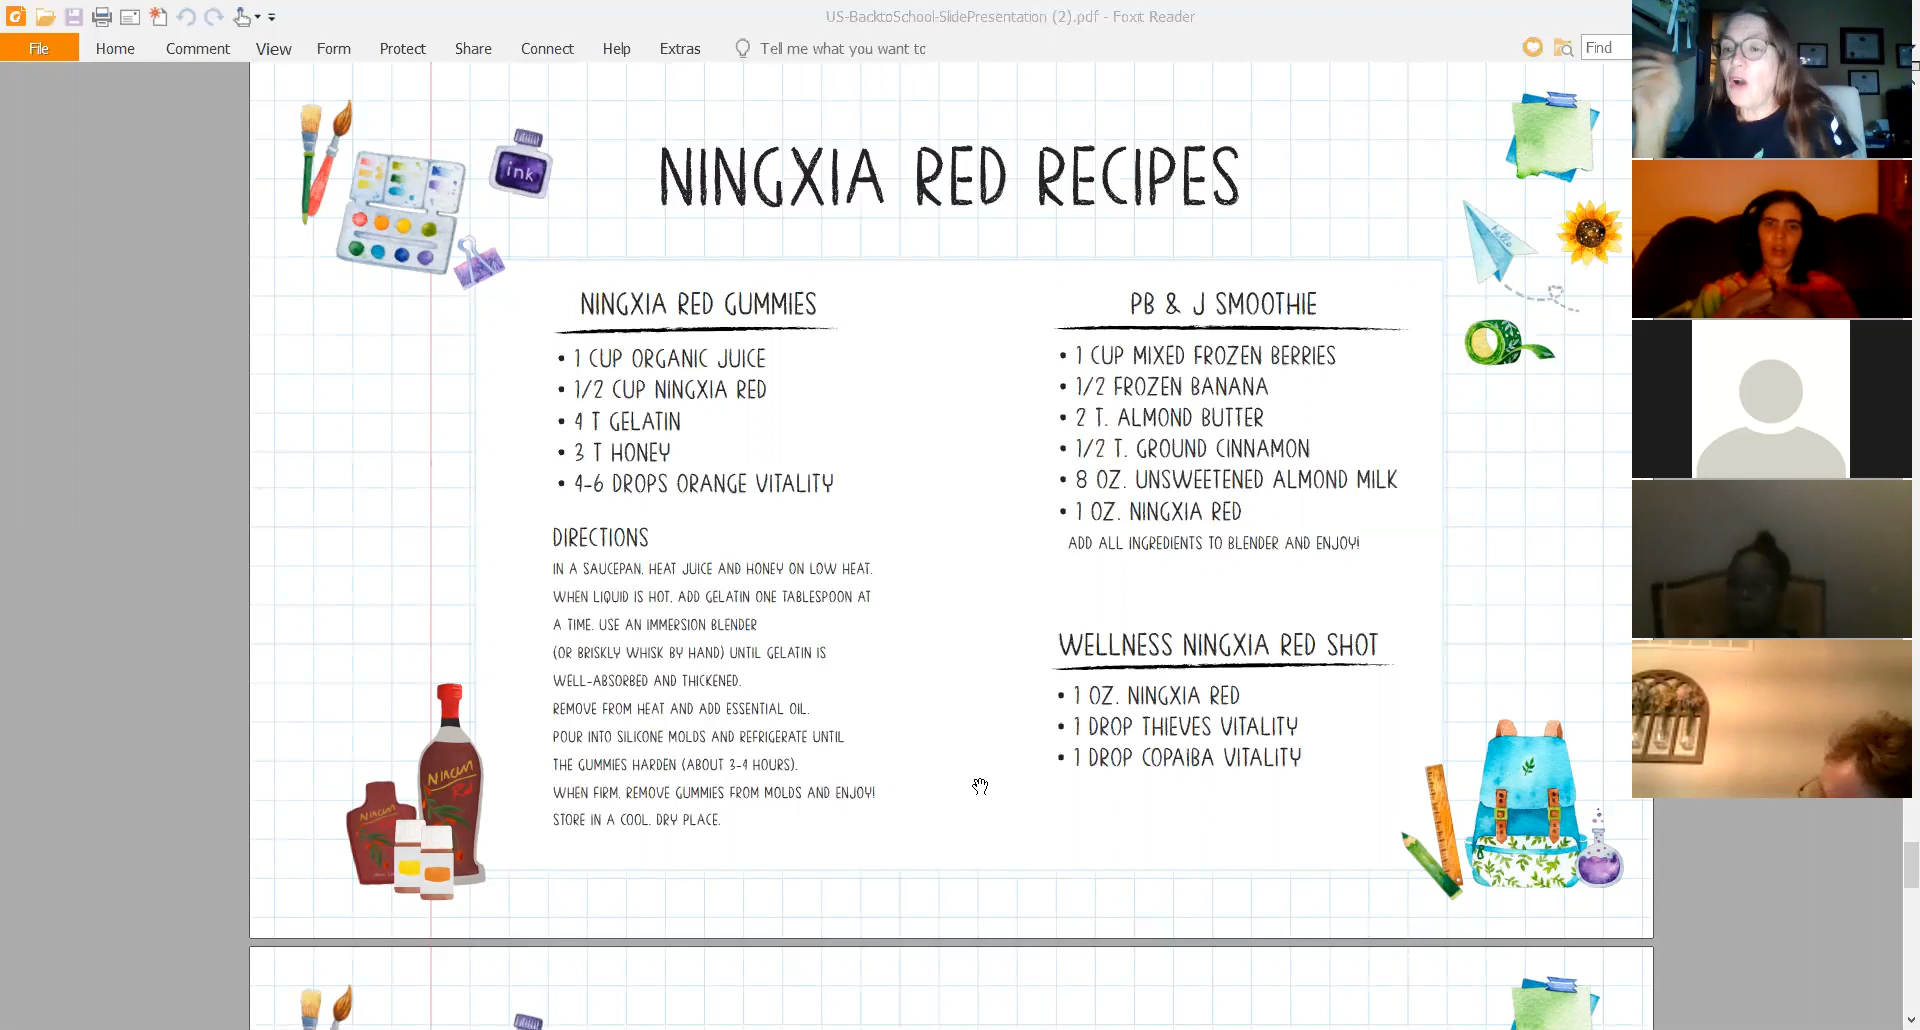 US-BacktoSchool-SlidePresentation (2).pdf - Foxit Reader
File Home Comment View Form Protect Share Connect Help Extras Tell me what you want to Find
ink
hello
NINGXIA RED RECIPES
NINGXIA RED GUMMIES
• 1 CUP ORGANIC JUICE
• 1/2 CUP NINGXIA RED
• 4 T GELATIN
• 3 T HONEY
• 4-6 DROPS ORANGE VITALITY
DIRECTIONS
IN A SAUCEPAN, HEAT JUICE AND HONEY ON LOW HEAT.
WHEN LIQUID IS HOT, ADD GELATIN ONE TABLESPOON AT
A TIME. USE AN IMMERSION BLENDER
(OR BRISKLY WHISK BY HAND) UNTIL GELATIN IS
WELL-ABSORBED AND THICKENED.
REMOVE FROM HEAT AND ADD ESSENTIAL OIL.
POUR INTO SILICONE MOLDS AND REFRIGERATE UNTIL
THE GUMMIES HARDEN (ABOUT 3-4 HOURS).
WHEN FIRM, REMOVE GUMMIES FROM MOLDS AND ENJOY!
STORE IN A COOL, DRY PLACE.
PB & J SMOOTHIE
• 1 CUP MIXED FROZEN BERRIES
• 1/2 FROZEN BANANA
• 2 T. ALMOND BUTTER
• 1/2 T. GROUND CINNAMON
• 8 OZ. UNSWEETENED ALMOND MILK
• 1 OZ. NINGXIA RED
ADD ALL INGREDIENTS TO BLENDER AND ENJOY!
WELLNESS NINGXIA RED SHOT
• 1 OZ. NINGXIA RED
• 1 DROP THIEVES VITALITY
• 1 DROP COPAIBA VITALITY